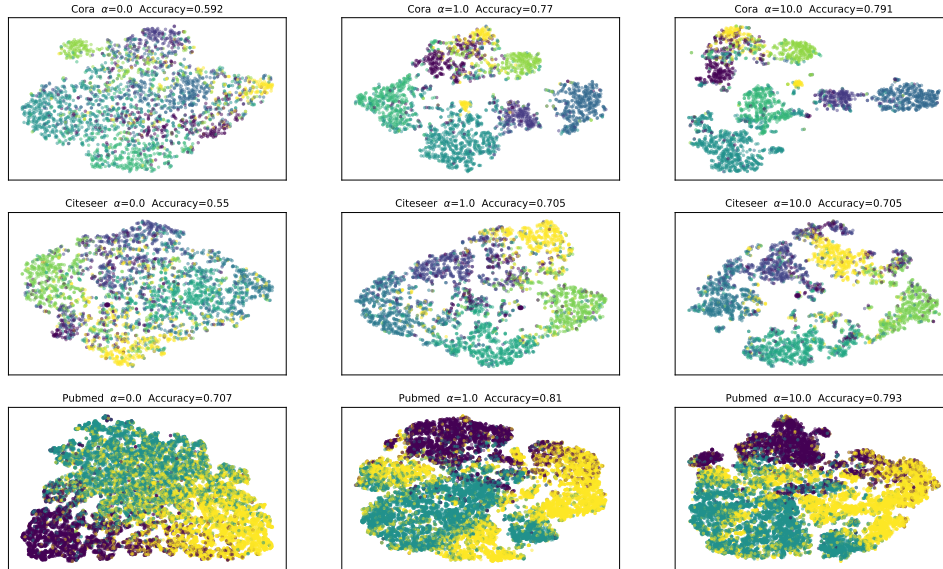 Cora α=0.0 Accuracy=0.592
Cora α=1.0 Accuracy=0.77
Cora α=10.0 Accuracy=0.791
Citeseer α=0.0 Accuracy=0.55
Citeseer α=1.0 Accuracy=0.705
Citeseer α=10.0 Accuracy=0.705
Pubmed α=0.0 Accuracy=0.707
Pubmed α=1.0 Accuracy=0.81
Pubmed α=10.0 Accuracy=0.793